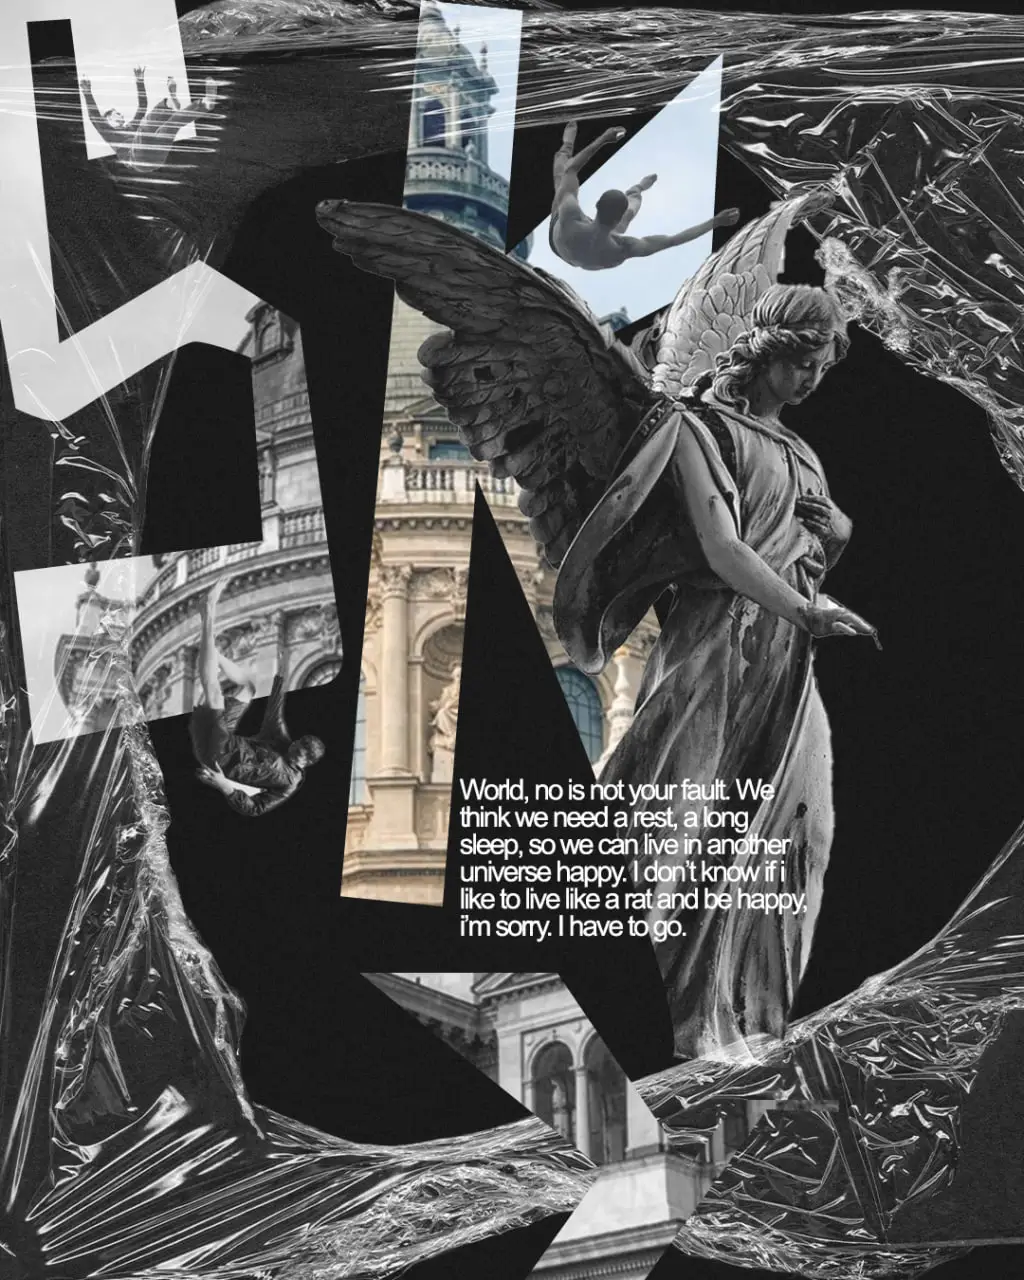 World, no is not your fault. We
think we need a rest, a long
sleep, so we can live in another
universe happy. I don't know if i
like to live like a rat and be happy,
i'm sorry. I have to go.